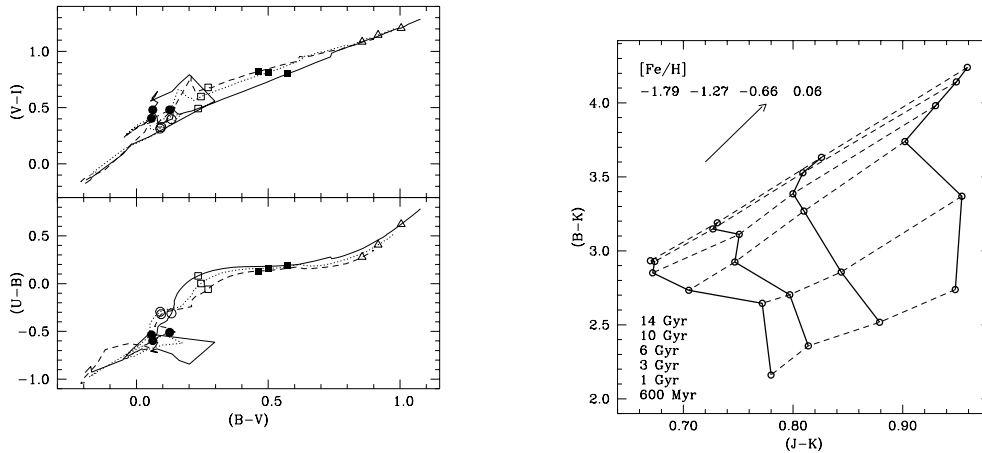 1.0
0.5
0.0
(V−I)
0.5
0.0
−0.5
−1.0
(U−B)
0.0 0.5 1.0
(B−V)
[Fe/H]
−1.79 −1.27 −0.66 0.06
4.0
3.5
3.0
2.5
2.0
(B−K)
14 Gyr
10 Gyr
6 Gyr
3 Gyr
1 Gyr
600 Myr
0.70 0.80 0.90
(J−K)